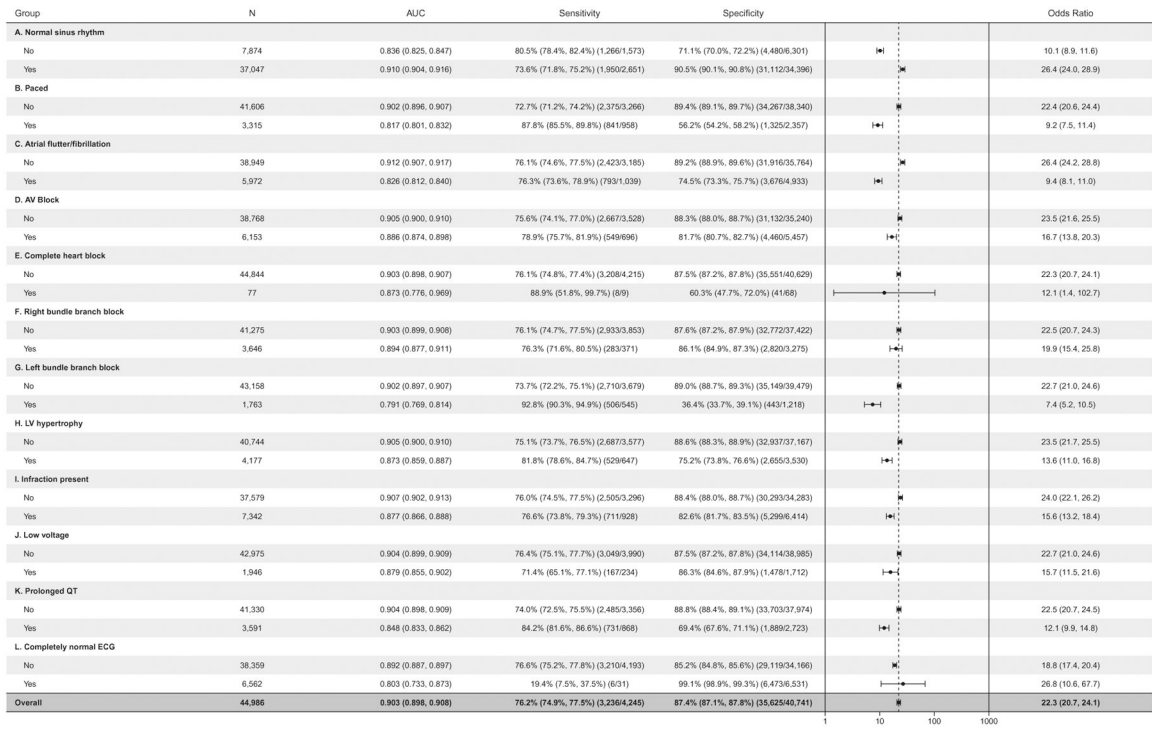 Group N AUC Sensitivity Specificity Odds Ratio
A. Normal sinus rhythm
No 7,874 0.836 (0.825, 0.847) 80.5% (78.4%, 82.4%) (1,266/1,573) 71.1% (70.0%, 72.2%) (4,480/6,301) 10.1 (8.9, 11.6)
Yes 37,047 0.910 (0.904, 0.916) 73.6% (71.8%, 75.2%) (1,950/2,651) 90.5% (90.1%, 90.8%) (31,112/34,396) 26.4 (24.0, 28.9)
B. Paced
No 41,606 0.902 (0.896, 0.907) 72.7% (71.2%, 74.2%) (2,375/3,266) 89.4% (89.1%, 89.7%) (34,267/38,340) 22.4 (20.6, 24.4)
Yes 3,315 0.817 (0.801, 0.832) 87.8% (85.5%, 89.8%) (841/958) 56.2% (54.2%, 58.2%) (1,325/2,357) 9.2 (7.5, 11.4)
C. Atrial flutter/fibrillation
No 38,949 0.912 (0.907, 0.917) 76.1% (74.6%, 77.5%) (2,423/3,185) 89.2% (88.9%, 89.6%) (31,916/35,764) 26.4 (24.2, 28.8)
Yes 5,972 0.826 (0.812, 0.840) 76.3% (73.6%, 78.9%) (793/1,039) 74.5% (73.3%, 75.7%) (3,676/4,933) 9.4 (8.1, 11.0)
D. AV Block
No 38,768 0.905 (0.900, 0.910) 75.6% (74.1%, 77.0%) (2,667/3,528) 88.3% (88.0%, 88.7%) (31,132/35,240) 23.5 (21.6, 25.5)
Yes 6,153 0.886 (0.874, 0.898) 78.9% (75.7%, 81.9%) (549/696) 81.7% (80.7%, 82.7%) (4,460/5,457) 16.7 (13.8, 20.3)
E. Complete heart block
No 44,844 0.903 (0.898, 0.907) 76.1% (74.8%, 77.4%) (3,208/4,215) 87.5% (87.2%, 87.8%) (35,551/40,629) 22.3 (20.7, 24.1)
Yes 77 0.873 (0.776, 0.969) 88.9% (51.8%, 99.7%) (8/9) 60.3% (47.7%, 72.0%) (41/68) 12.1 (1.4, 102.7)
F. Right bundle branch block
No 41,275 0.903 (0.899, 0.908) 76.1% (74.7%, 77.5%) (2,933/3,853) 87.6% (87.2%, 87.9%) (32,772/37,422) 22.5 (20.7, 24.3)
Yes 3,646 0.894 (0.877, 0.911) 76.3% (71.6%, 80.5%) (283/371) 86.1% (84.9%, 87.3%) (2,820/3,275) 19.9 (15.4, 25.8)
G. Left bundle branch block
No 43,158 0.902 (0.897, 0.907) 73.7% (72.2%, 75.1%) (2,710/3,679) 89.0% (88.7%, 89.3%) (35,149/39,479) 22.7 (21.0, 24.6)
Yes 1,763 0.791 (0.769, 0.814) 92.8% (90.3%, 94.9%) (506/545) 36.4% (33.7%, 39.1%) (443/1,218) 7.4 (5.2, 10.5)
H. LV hypertrophy
No 40,744 0.905 (0.900, 0.910) 75.1% (73.7%, 76.5%) (2,687/3,577) 88.6% (88.3%, 88.9%) (32,937/37,167) 23.5 (21.7, 25.5)
Yes 4,177 0.873 (0.859, 0.887) 81.8% (78.6%, 84.7%) (529/647) 75.2% (73.8%, 76.6%) (2,655/3,530) 13.6 (11.0, 16.8)
I. Infraction present
No 37,579 0.907 (0.902, 0.913) 76.0% (74.5%, 77.5%) (2,505/3,296) 88.4% (88.0%, 88.7%) (30,293/34,283) 24.0 (22.1, 26.2)
Yes 7,342 0.877 (0.866, 0.888) 76.6% (73.8%, 79.3%) (711/928) 82.6% (81.7%, 83.5%) (5,299/6,414) 15.6 (13.2, 18.4)
J. Low voltage
No 42,975 0.904 (0.899, 0.909) 76.4% (75.1%, 77.7%) (3,049/3,990) 87.5% (87.2%, 87.8%) (34,114/38,985) 22.7 (21.0, 24.6)
Yes 1,946 0.879 (0.855, 0.902) 71.4% (65.1%, 77.1%) (167/234) 86.3% (84.6%, 87.9%) (1,478/1,712) 15.7 (11.5, 21.6)
K. Prolonged QT
No 41,330 0.904 (0.898, 0.909) 74.0% (72.5%, 75.5%) (2,485/3,356) 88.8% (88.4%, 89.1%) (33,703/37,974) 22.5 (20.7, 24.5)
Yes 3,591 0.848 (0.833, 0.862) 84.2% (81.6%, 86.6%) (731/868) 69.4% (67.6%, 71.1%) (1,889/2,723) 12.1 (9.9, 14.8)
L. Completely normal ECG
No 38,359 0.892 (0.887, 0.897) 76.6% (75.2%, 77.8%) (3,210/4,193) 85.2% (84.8%, 85.6%) (29,119/34,166) 18.8 (17.4, 20.4)
Yes 6,562 0.803 (0.733, 0.873) 19.4% (7.5%, 37.5%) (6/31) 99.1% (98.9%, 99.3%) (6,473/6,531) 26.8 (10.6, 67.7)
Overall 44,986 0.903 (0.898, 0.908) 76.2% (74.9%, 77.5%) (3,236/4,245) 87.4% (87.1%, 87.8%) (35,625/40,741) 22.3 (20.7, 24.1)
1 10 100 1000